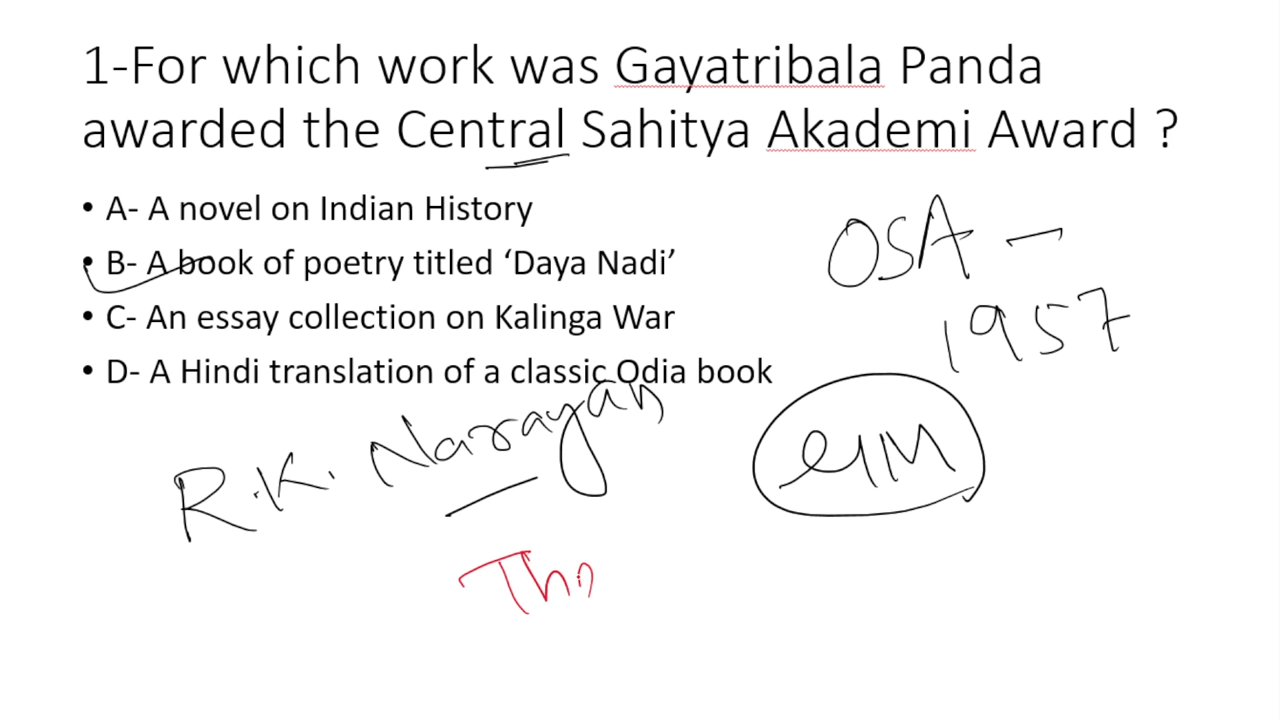 1-For which work was Gayatribala Panda
awarded the Central Sahitya Akademi Award ?
• A- A novel on Indian History
• B- A book of poetry titled ‘Daya Nadi’
• C- An essay collection on Kalinga War
• D- A Hindi translation of a classic Odia book
OSA –
1957
R.K. Narayan